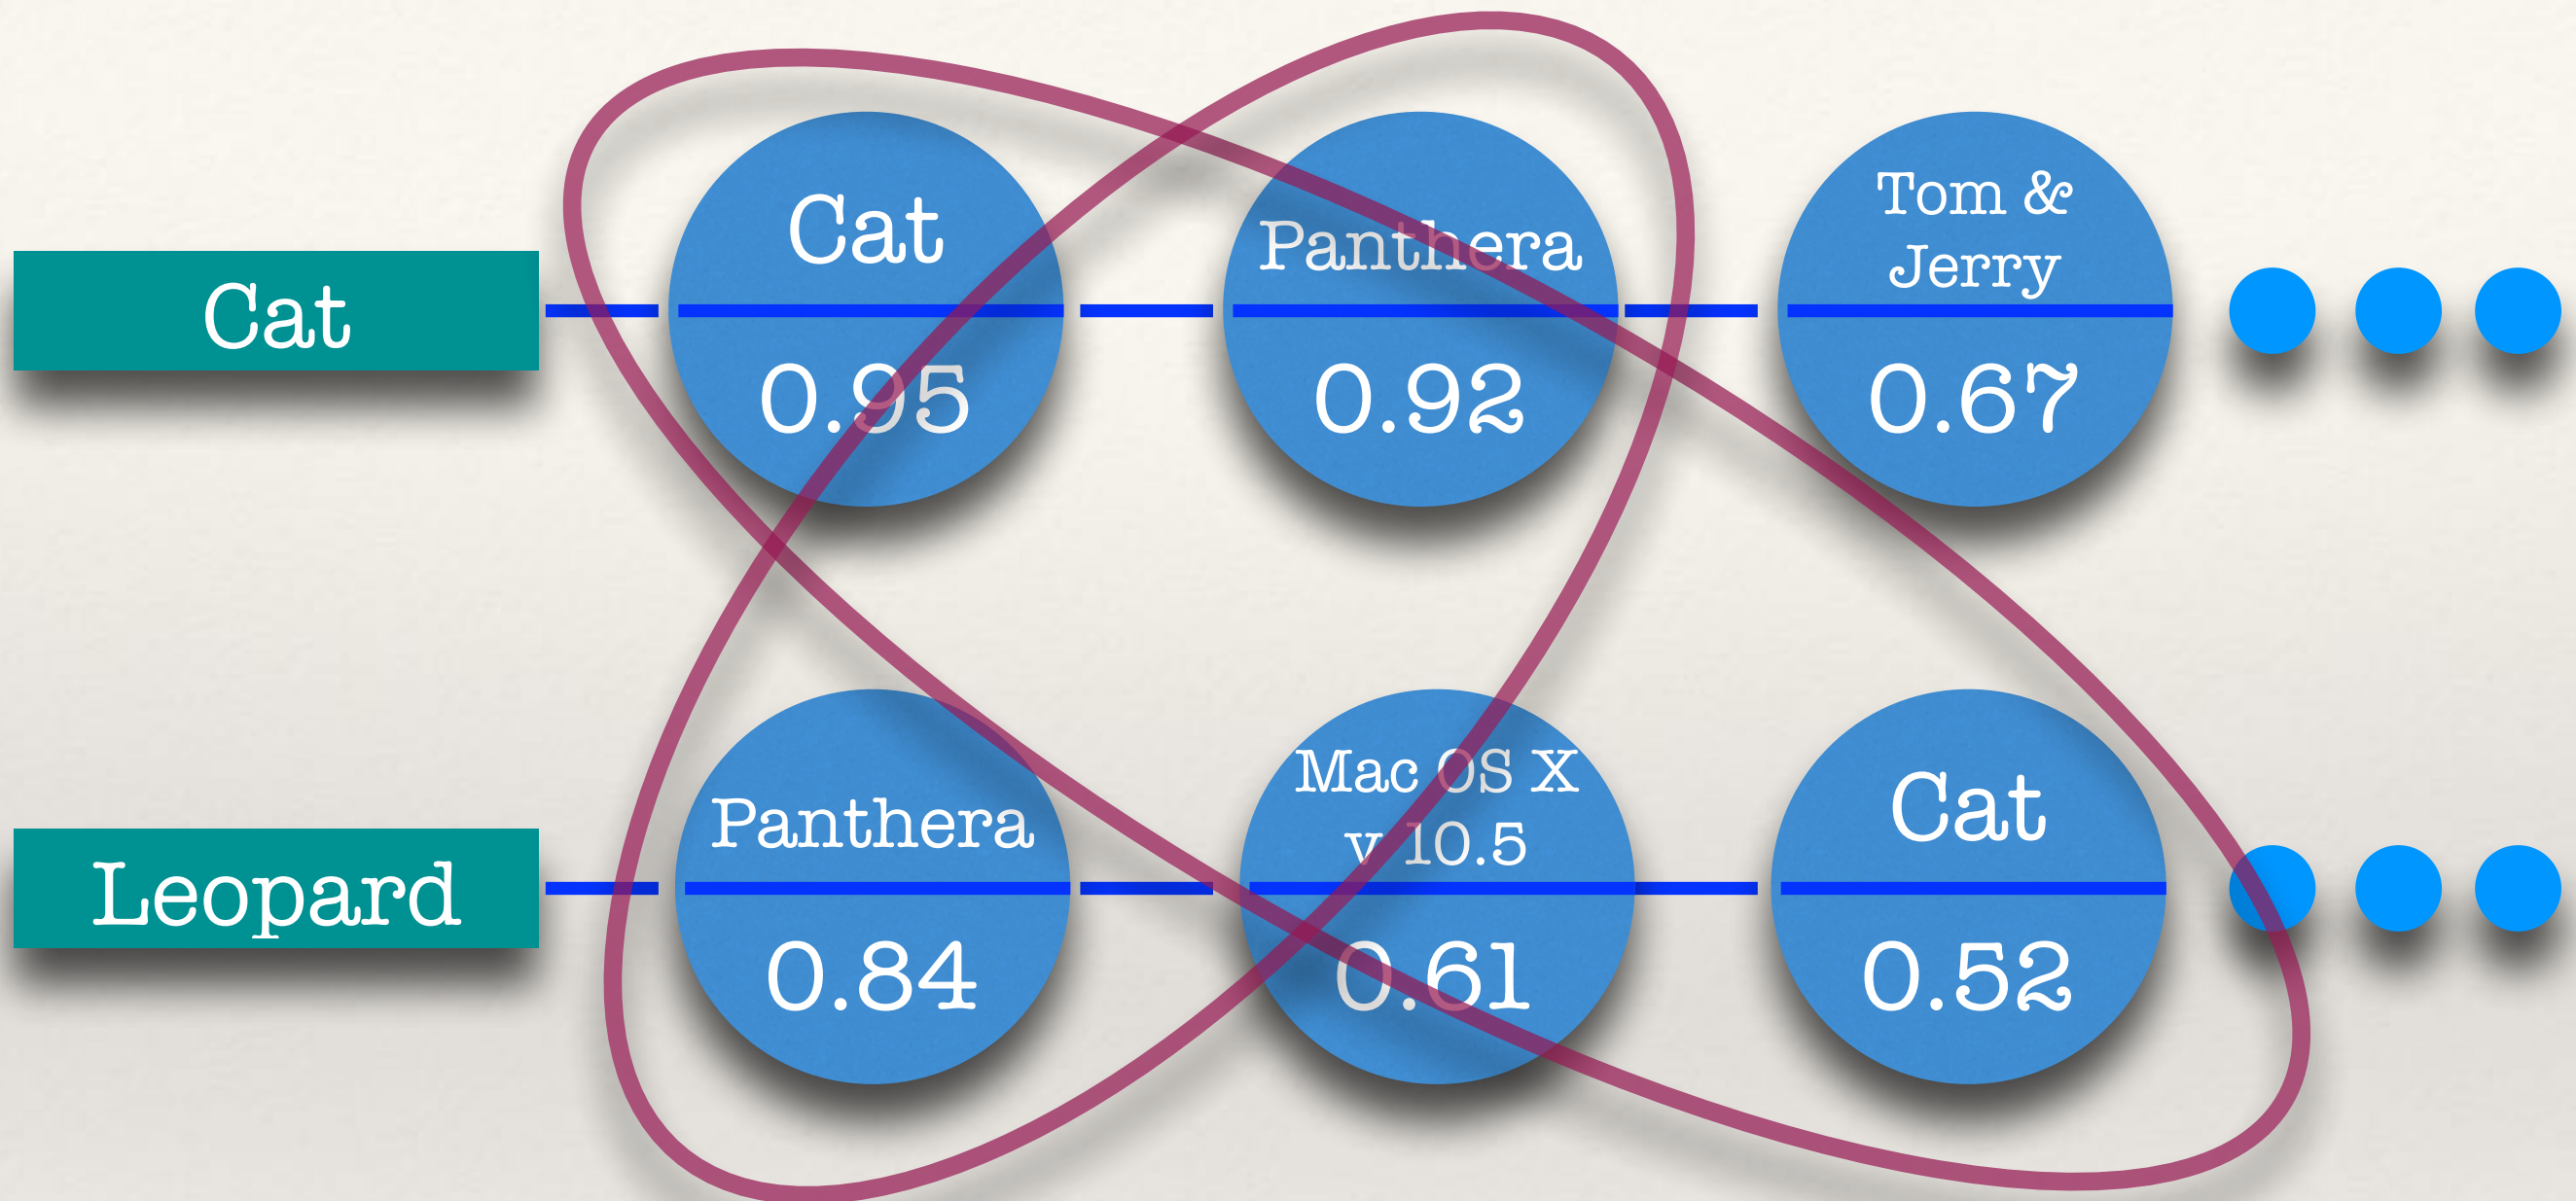 Cat
Cat
0.95
Panthera
0.92
Tom &
Jerry
0.67
Leopard
Panthera
0.84
Mac OS X
v 10.5
0.61
Cat
0.52